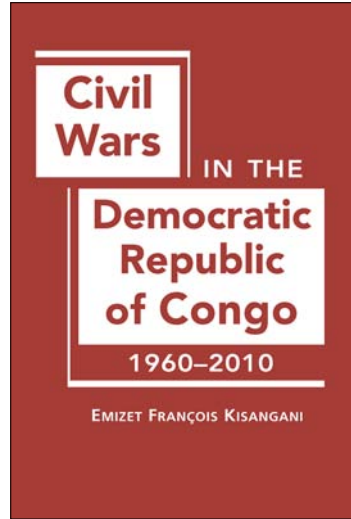 Civil
Wars
IN THE
Democratic
Republic
of Congo
1960–2010
EMIZET FRANÇOIS KISANGANI